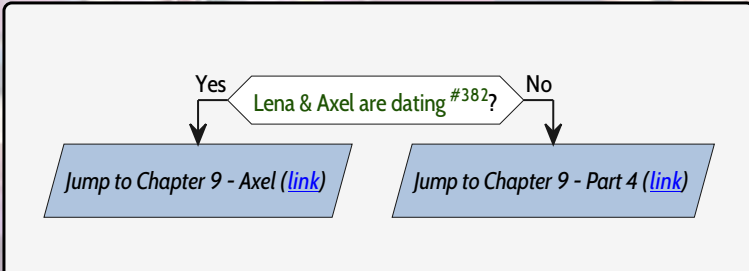 Yes
No
Lena & Axel are dating #382?
Jump to Chapter 9 - Axel (link)
Jump to Chapter 9 - Part 4 (link)